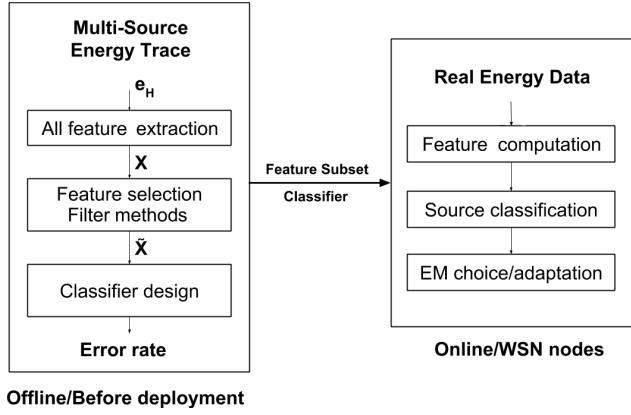 Multi-Source
Energy Trace
e_H
All feature extraction
X
Feature selection
Filter methods
X̃
Classifier design
Error rate
Offline/Before deployment
Feature Subset
Classifier
Real Energy Data
Feature computation
Source classification
EM choice/adaptation
Online/WSN nodes